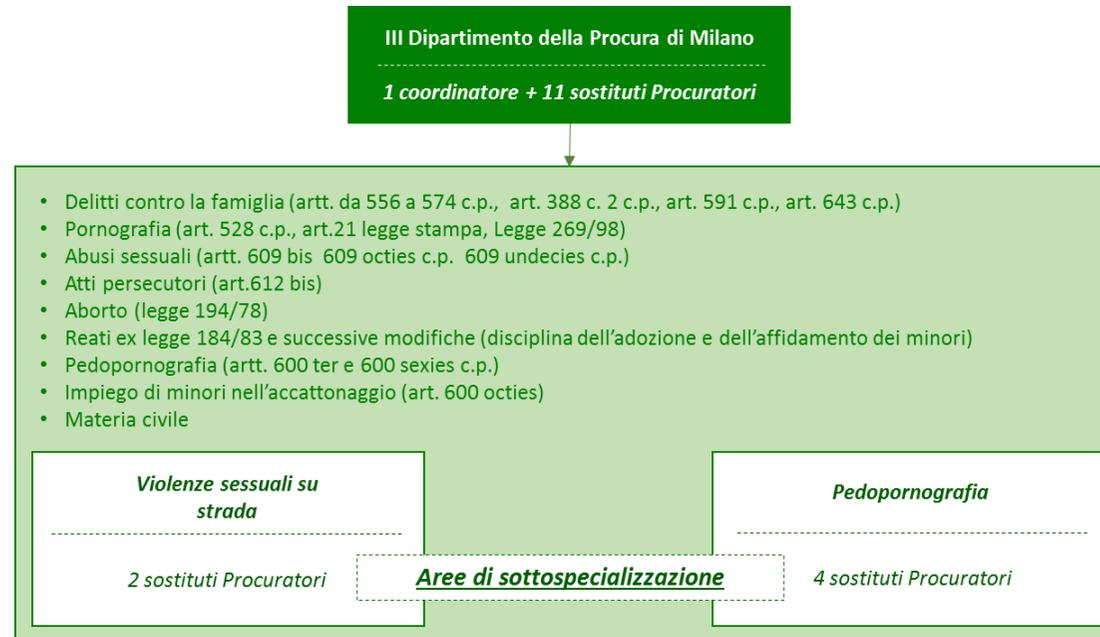 III Dipartimento della Procura di Milano
1 coordinatore + 11 sostituti Procuratori
• Delitti contro la famiglia (artt. da 556 a 574 c.p., art. 388 c. 2 c.p., art. 591 c.p., art. 643 c.p.)
• Pornografia (art. 528 c.p., art.21 legge stampa, Legge 269/98)
• Abusi sessuali (artt. 609 bis 609 octies c.p. 609 undecies c.p.)
• Atti persecutori (art.612 bis)
• Aborto (legge 194/78)
• Reati ex legge 184/83 e successive modifiche (disciplina dell’adozione e dell’affidamento dei minori)
• Pedopornografia (artt. 600 ter e 600 sexies c.p.)
• Impiego di minori nell’accattonaggio (art. 600 octies)
• Materia civile
Violenze sessuali su
strada
2 sostituti Procuratori
Aree di sottospecializzazione
Pedopornografia
4 sostituti Procuratori